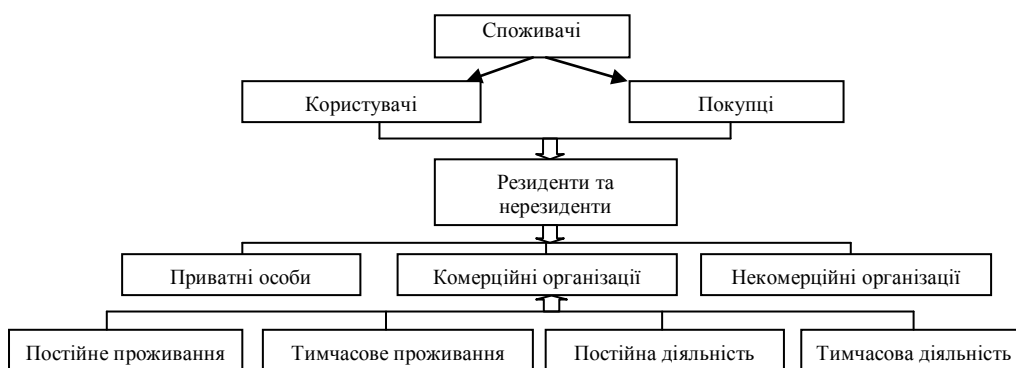 Споживачі
Користувачі
Покупці
Резиденти та
нерезиденти
Приватні особи
Комерційні організації
Некомерційні організації
Постійне проживання
Тимчасове проживання
Постійна діяльність
Тимчасова діяльність